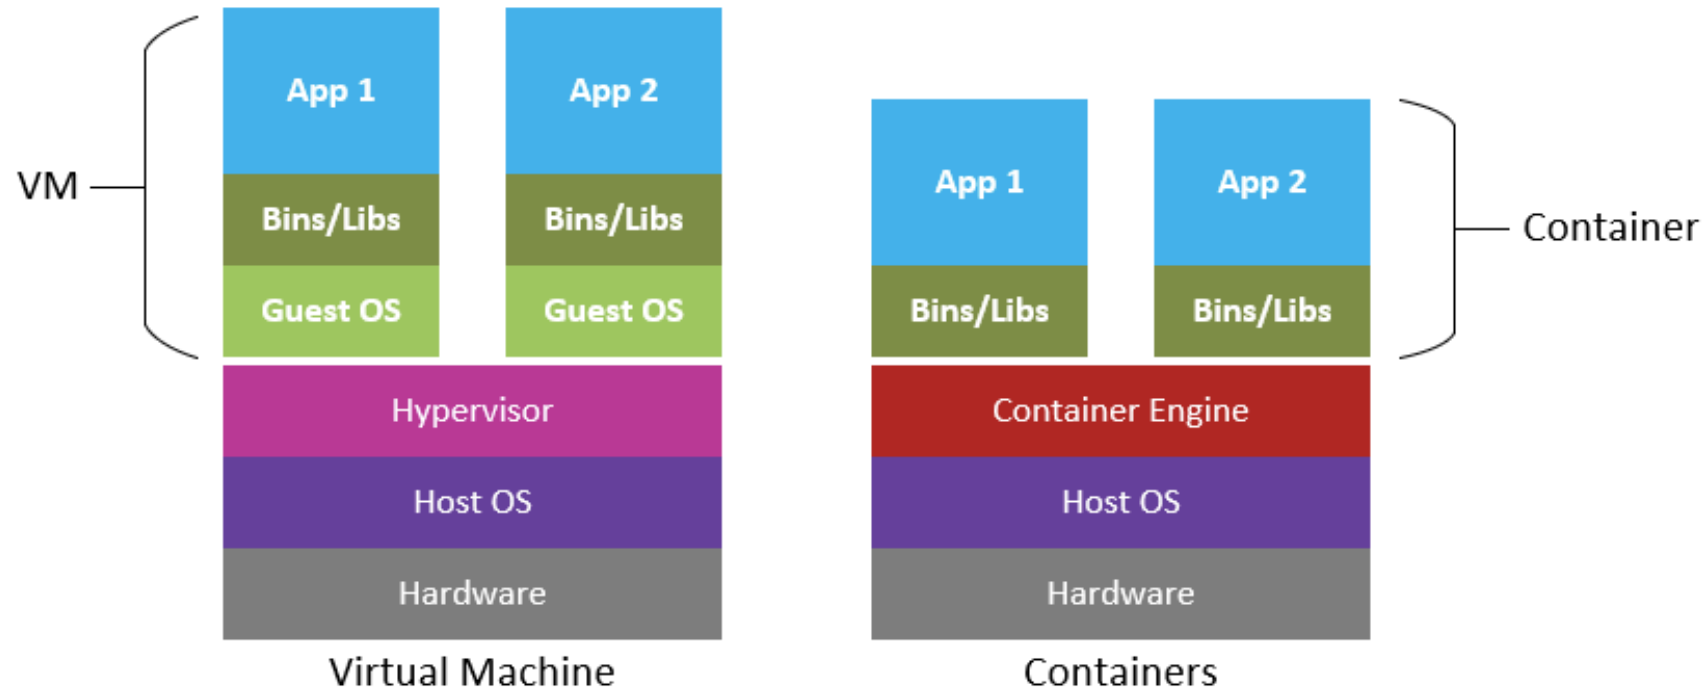 VM
App 1
App 2
Bins/Libs
Bins/Libs
Guest OS
Guest OS
Hypervisor
Host OS
Hardware
Virtual Machine
App 1
App 2
Bins/Libs
Bins/Libs
Container Engine
Host OS
Hardware
Containers
Container